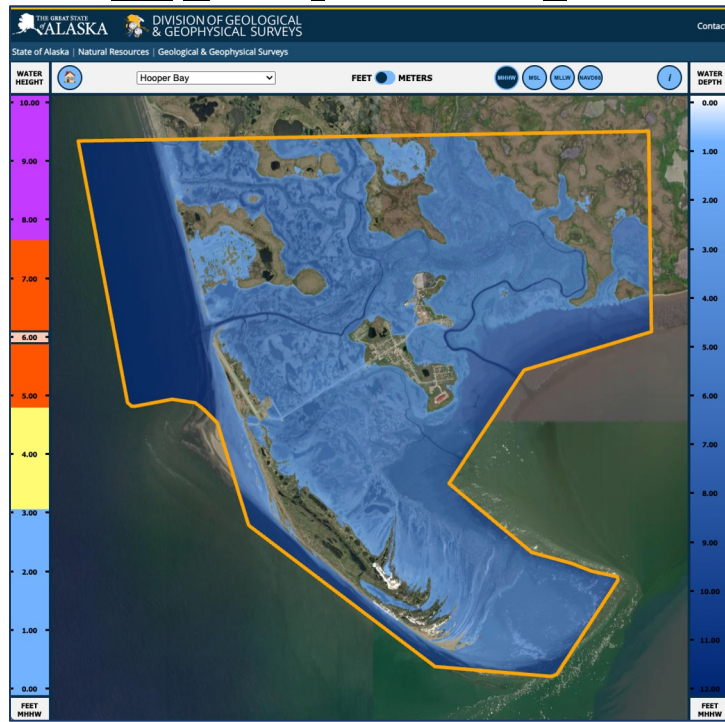 THE GREAT STATE
of ALASKA
DIVISION OF GEOLOGICAL
& GEOPHYSICAL SURVEYS
Contac
State of Alaska | Natural Resources | Geological & Geophysical Surveys
WATER
HEIGHT
Hooper Bay
FEET METERS
MHHW MSL MLLW NAVD88
i
WATER
DEPTH
10.00
9.00
8.00
7.00
6.00
5.00
4.00
3.00
2.00
1.00
0.00
FEET
MHHW
0.00
1.00
2.00
3.00
4.00
5.00
6.00
7.00
8.00
9.00
10.00
11.00
12.00
FEET
MHHW